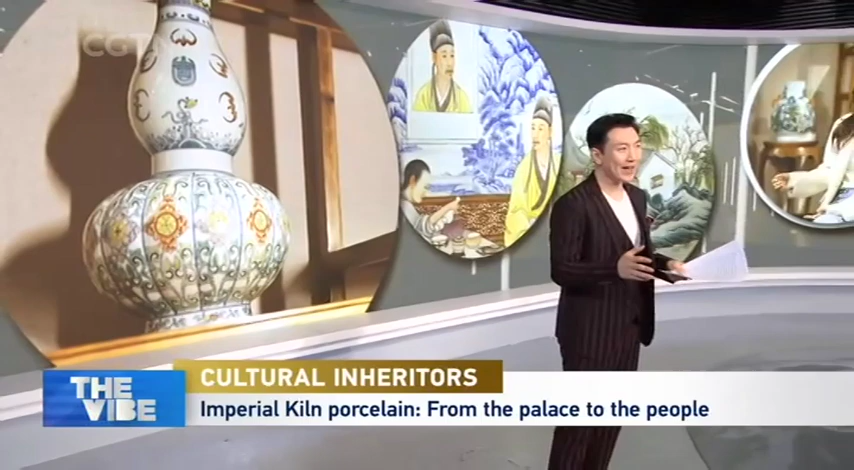 CGTN
CULTURAL INHERITORS
THE
VIBE
Imperial Kiln porcelain: From the palace to the people